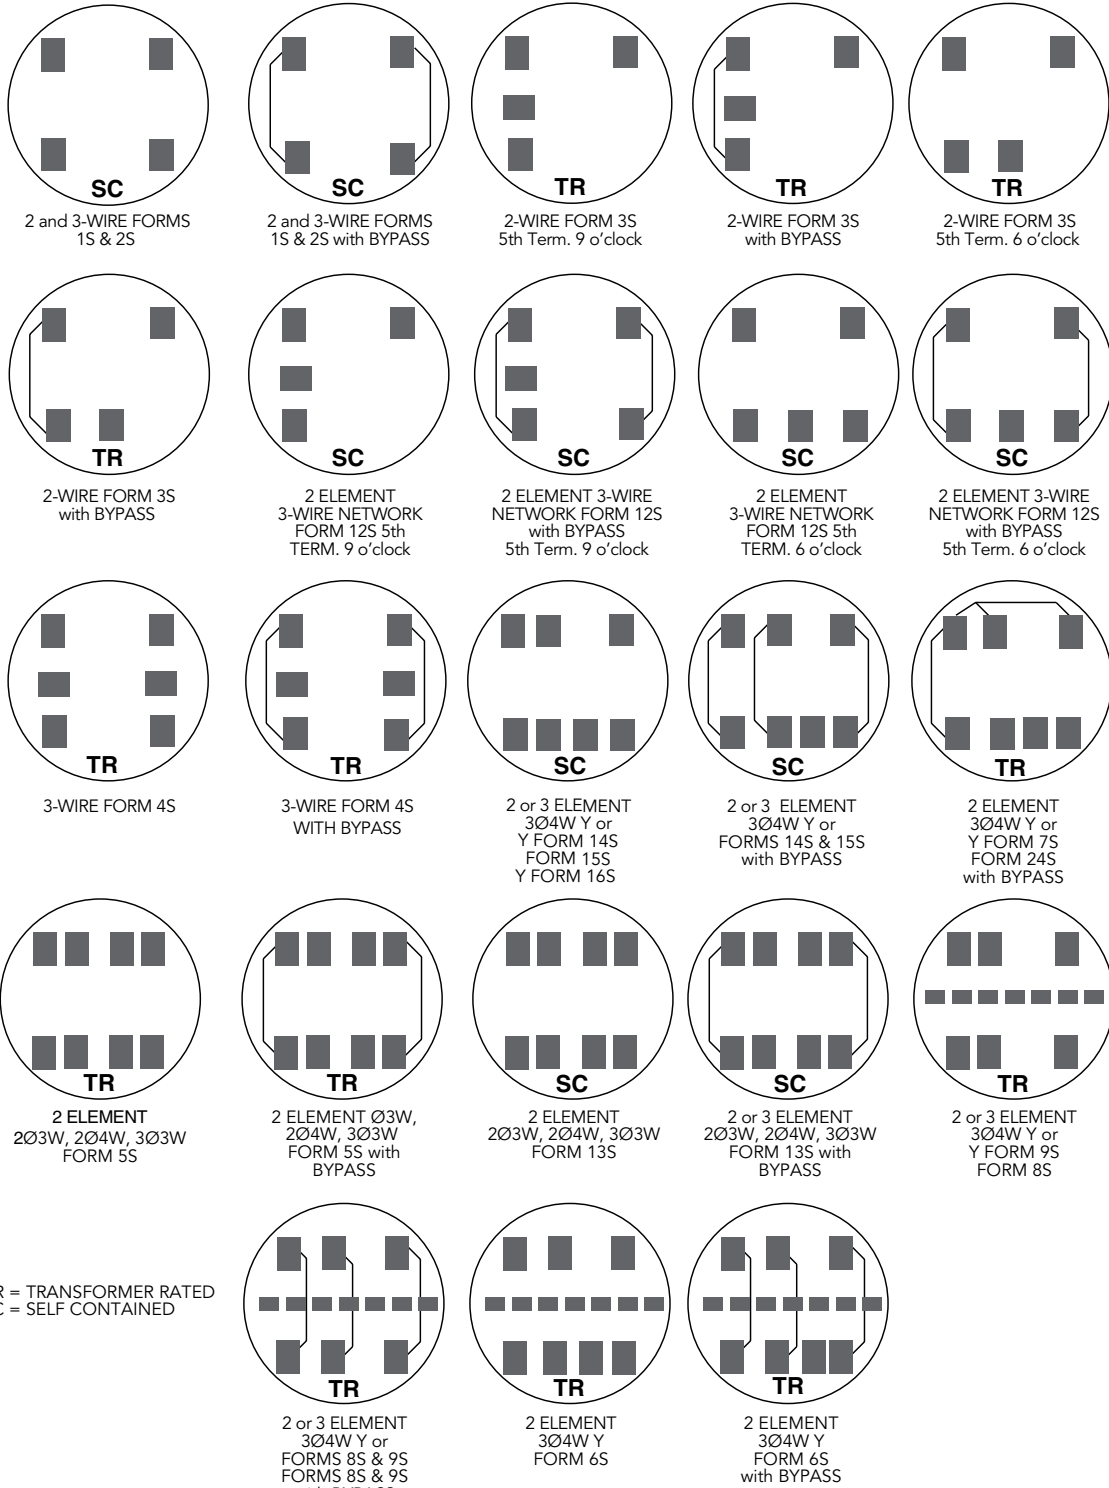 SC
2 and 3-WIRE FORMS
1S & 2S
SC
2 and 3-WIRE FORMS
1S & 2S with BYPASS
TR
2-WIRE FORM 3S
5th Term. 9 o'clock
TR
2-WIRE FORM 3S
with BYPASS
TR
2-WIRE FORM 3S
5th Term. 6 o'clock
TR
2-WIRE FORM 3S
with BYPASS
SC
2 ELEMENT
3-WIRE NETWORK
FORM 12S 5th
TERM. 9 o'clock
SC
2 ELEMENT 3-WIRE
NETWORK FORM 12S
with BYPASS
5th Term. 9 o'clock
SC
2 ELEMENT
3-WIRE NETWORK
FORM 12S 5th
TERM. 6 o'clock
SC
2 ELEMENT 3-WIRE
NETWORK FORM 12S
with BYPASS
5th Term. 6 o'clock
TR
3-WIRE FORM 4S
TR
3-WIRE FORM 4S
WITH BYPASS
SC
2 or 3 ELEMENT
3Ø4W Y or
Y FORM 14S
FORM 15S
Y FORM 16S
SC
2 or 3 ELEMENT
3Ø4W Y or
FORMS 14S & 15S
with BYPASS
TR
2 ELEMENT
3Ø4W Y or
Y FORM 7S
FORM 24S
with BYPASS
TR
2 ELEMENT
2Ø3W, 2Ø4W, 3Ø3W
FORM 5S
TR
2 ELEMENT Ø3W,
2Ø4W, 3Ø3W
FORM 5S with
BYPASS
SC
2 ELEMENT
2Ø3W, 2Ø4W, 3Ø3W
FORM 13S
SC
2 or 3 ELEMENT
2Ø3W, 2Ø4W, 3Ø3W
FORM 13S with
BYPASS
TR
2 or 3 ELEMENT
3Ø4W Y or
Y FORM 9S
FORM 8S
R = TRANSFORMER RATED
C = SELF CONTAINED
TR
2 or 3 ELEMENT
3Ø4W Y or
FORMS 8S & 9S
FORMS 8S & 9S
TR
2 ELEMENT
3Ø4W Y
FORM 6S
TR
2 ELEMENT
3Ø4W Y
FORM 6S
with BYPASS